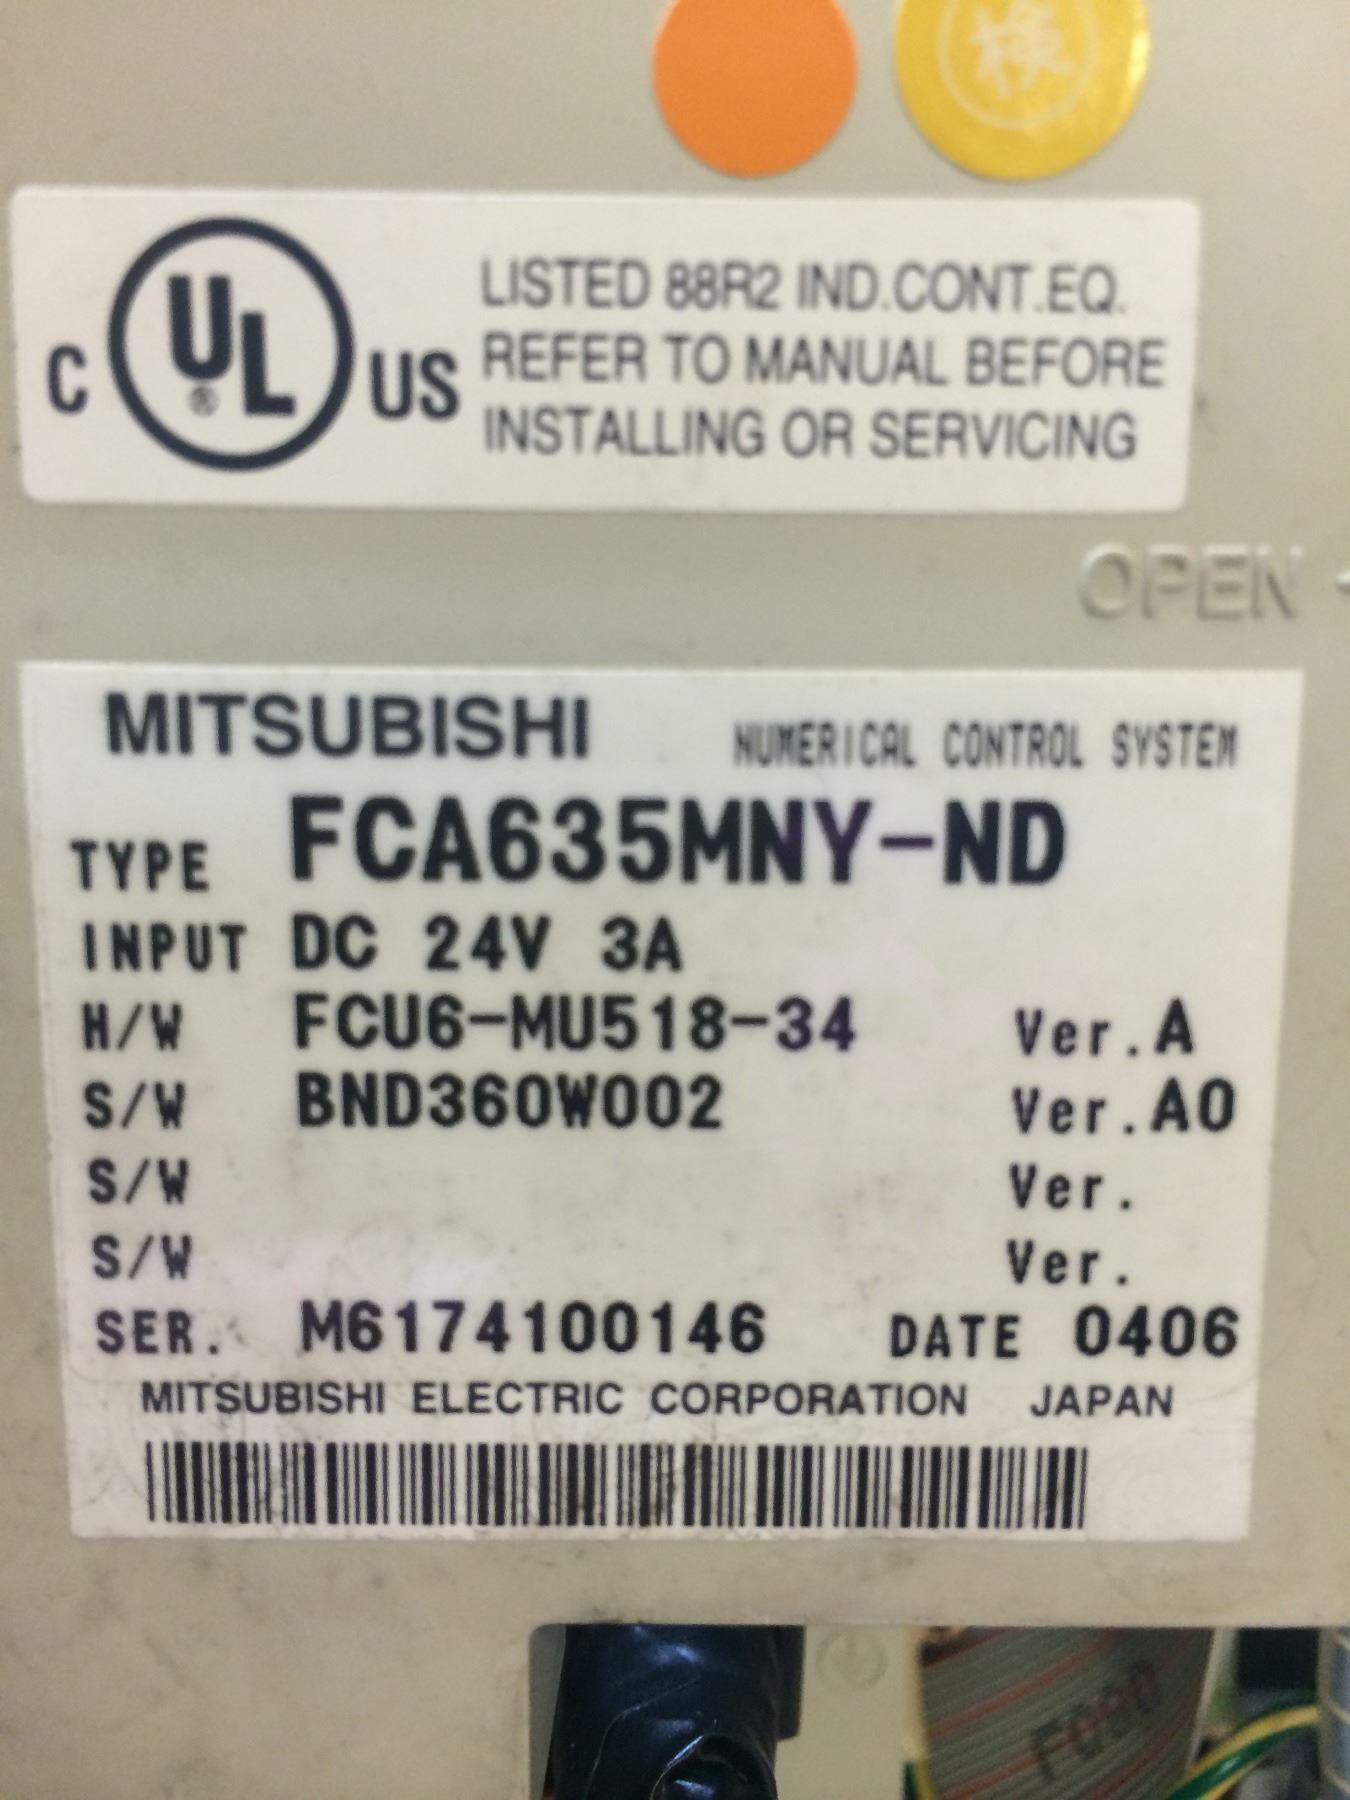 検
C UL ® US
LISTED 88R2 IND.CONT.EQ.
REFER TO MANUAL BEFORE
INSTALLING OR SERVICING
OPEN
MITSUBISHI NUMERICAL CONTROL SYSTEM
TYPE FCA635MNY-ND
INPUT DC 24V 3A
H/W FCU6-MU518-34 Ver.A
S/W BND360W002 Ver.A0
S/W Ver.
S/W Ver.
SER. M6174100146 DATE 0406
MITSUBISHI ELECTRIC CORPORATION JAPAN